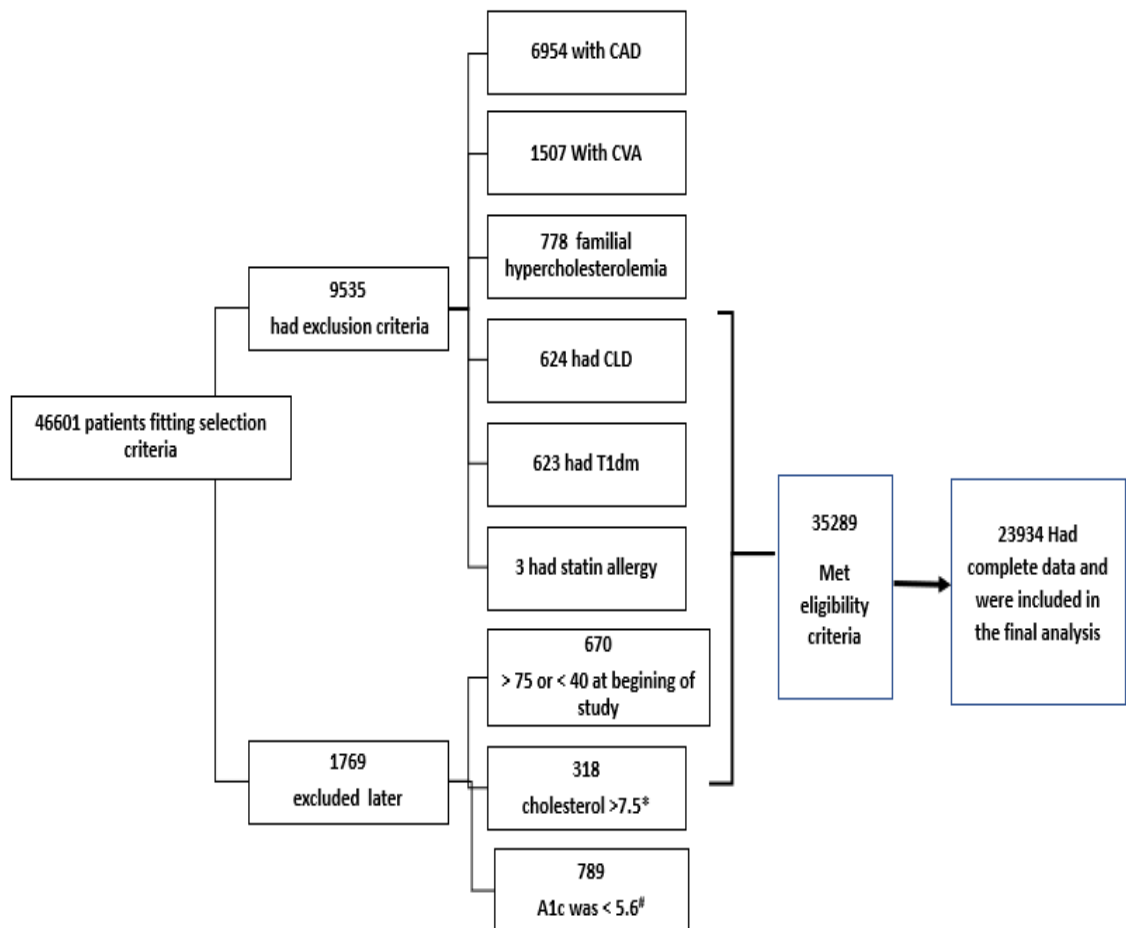 46601 patients fitting selection
criteria
9535
had exclusion criteria
1769
excluded later
6954 with CAD
1507 With CVA
778 familial
hypercholesterolemia
624 had CLD
623 had T1dm
3 had statin allergy
670
> 75 or < 40 at begining of
study
318
cholesterol >7.5*
789
A1c was < 5.6#
35289
Met
eligibility
criteria
23934 Had
complete data and
were included in
the final analysis